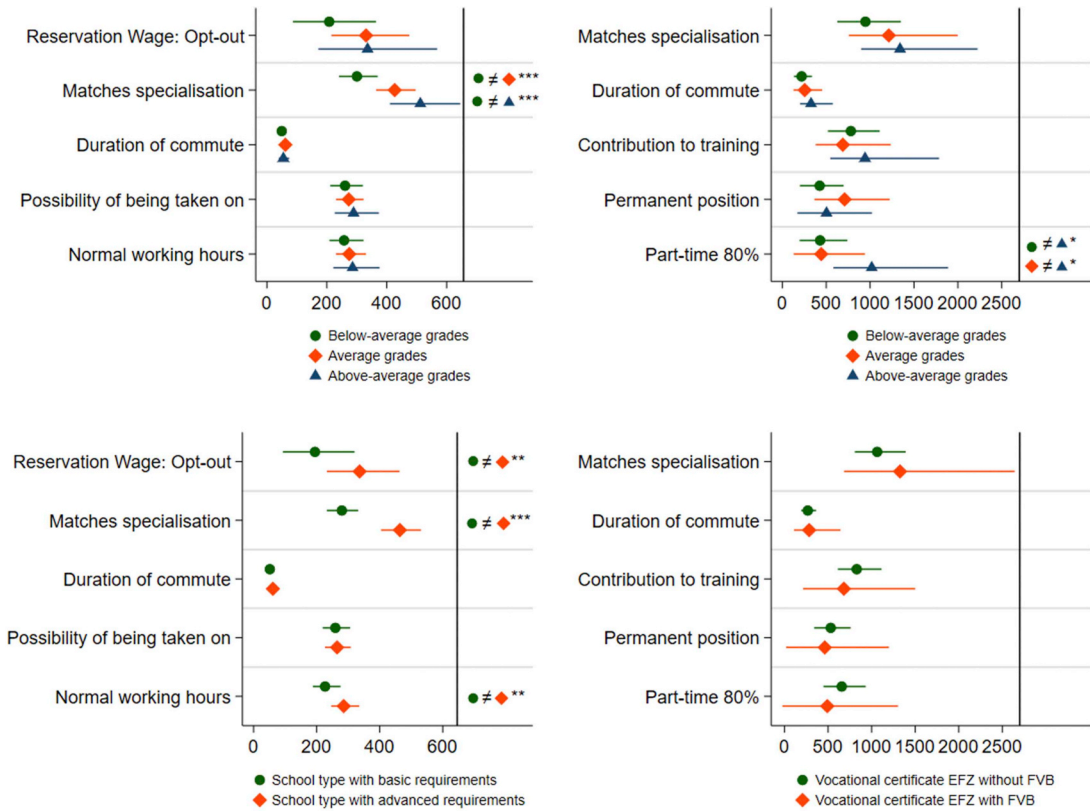 Reservation Wage: Opt-out
Matches specialisation
≠ ***
≠ ***
Duration of commute
Possibility of being taken on
Normal working hours
0 200 400 600
Below-average grades
Average grades
Above-average grades
Matches specialisation
Duration of commute
Contribution to training
Permanent position
Part-time 80%
≠ *
≠ *
0 500 1000 1500 2000 2500
Below-average grades
Average grades
Above-average grades
Reservation Wage: Opt-out
≠ **
Matches specialisation
≠ ***
Duration of commute
Possibility of being taken on
Normal working hours
≠ **
0 200 400 600
School type with basic requirements
School type with advanced requirements
Matches specialisation
Duration of commute
Contribution to training
Permanent position
Part-time 80%
0 500 1000 1500 2000 2500
Vocational certificate EFZ without FVB
Vocational certificate EFZ with FVB